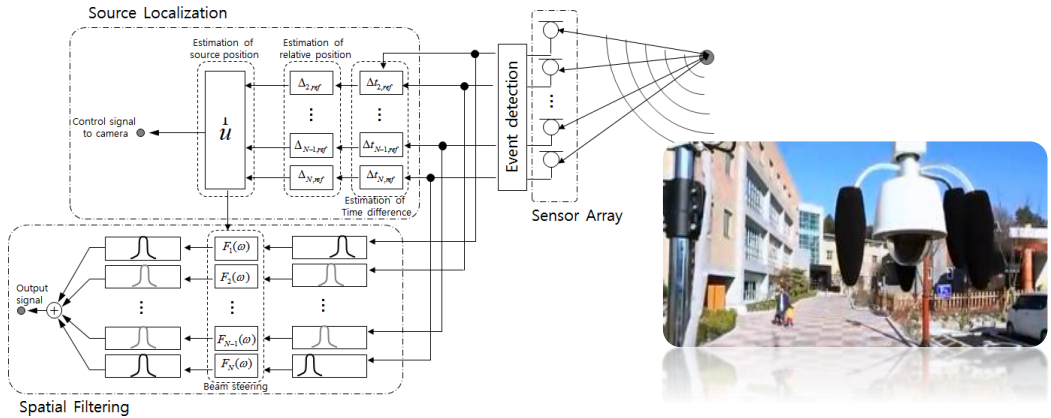 Source Localization
Estimation of
source position
Estimation of
relative position
Δ2,ref
Δt2,ref
⋮
⋮
u
Control signal
to camera
ΔN−1,ref
ΔtN−1,ref
ΔN,ref
ΔtN,ref
Estimation of
Time difference
Event detection
⋮
Sensor Array
F1(ω)
F2(ω)
Output
signal
+
⋮
⋮
⋮
FN−1(ω)
FN(ω)
Beam steering
Spatial Filtering